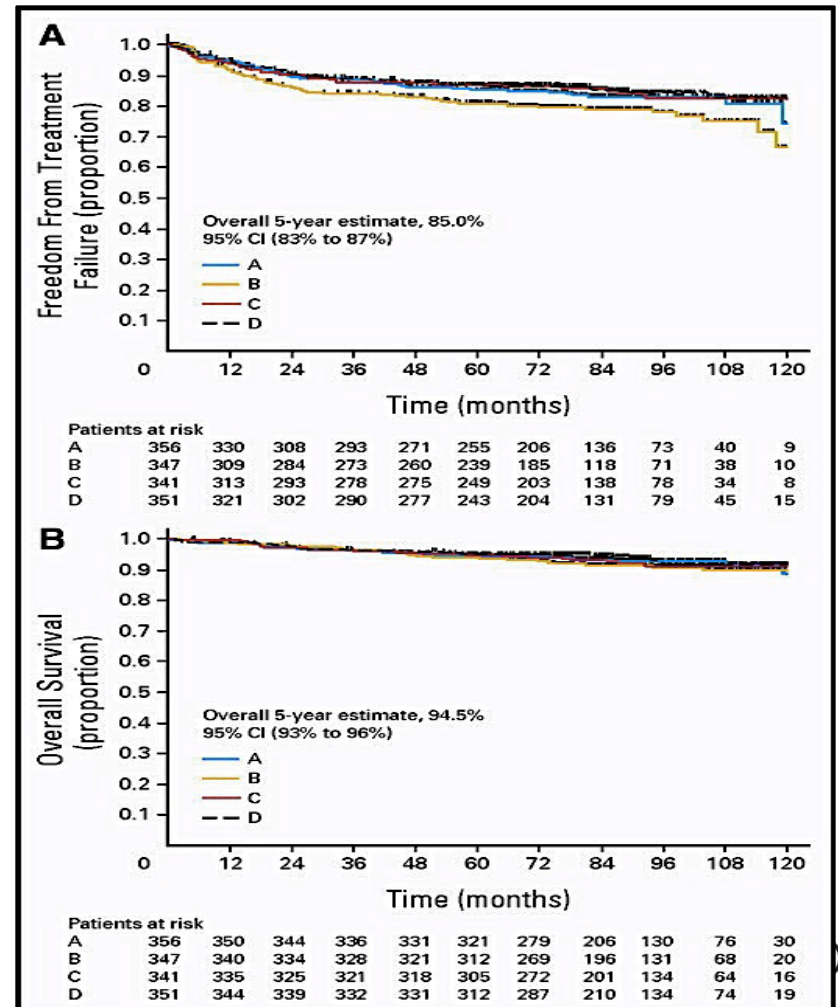 A
Freedom From Treatment
Failure (proportion)
1.0
0.9
0.8
0.7
0.6
0.5
0.4
0.3
0.2
0.1
Overall 5-year estimate, 85.0%
95% CI (83% to 87%)
A
B
C
D
0 12 24 36 48 60 72 84 96 108 120
Time (months)
Patients at risk
A 356 330 308 293 271 255 206 136 73 40 9
B 347 309 284 273 260 239 185 118 71 38 10
C 341 313 293 278 275 249 203 138 78 34 8
D 351 321 302 290 277 243 204 131 79 45 15
B
Overall Survival
(proportion)
1.0
0.9
0.8
0.7
0.6
0.5
0.4
0.3
0.2
0.1
Overall 5-year estimate, 94.5%
95% CI (93% to 96%)
A
B
C
D
0 12 24 36 48 60 72 84 96 108 120
Time (months)
Patients at risk
A 356 350 344 336 331 321 279 206 130 76 30
B 347 340 334 328 321 312 269 196 131 68 20
C 341 335 325 321 318 305 272 201 134 64 16
D 351 344 339 332 331 312 287 210 134 74 19
)